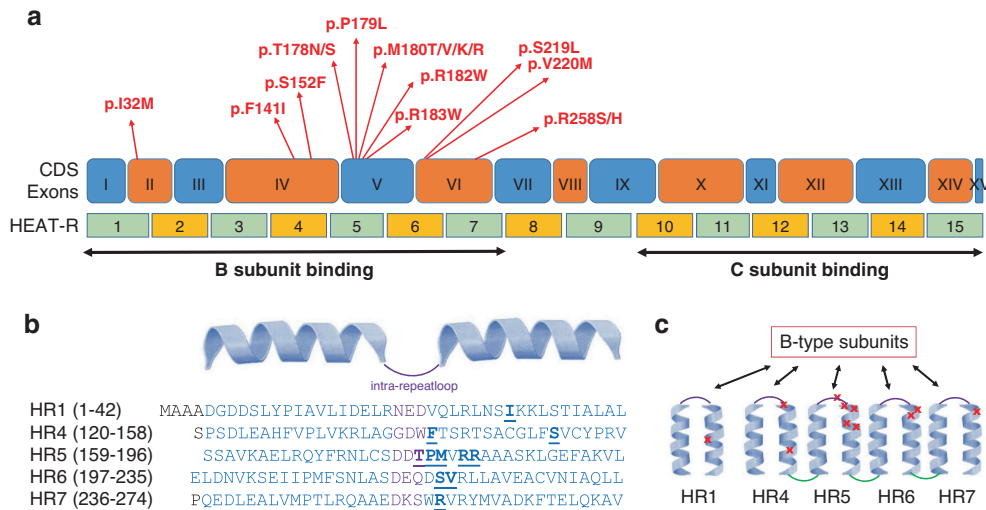 a
p.P179L
p.T178N/S
p.M180T/V/K/R
p.S219L
p.V220M
p.S152F
p.R182W
p.I32M
p.F141I
p.R183W
p.R258S/H
CDS
Exons
I II III IV V VI VII VIII IX X XI XII XIII XIV XV
HEAT-R
1 2 3 4 5 6 7 8 9 10 11 12 13 14 15
B subunit binding
C subunit binding
b
intra-repeatloop
HR1 (1-42) MAAADGDDSLYPIAVLIDELRNEDVQLRLNSIKKLSTIALAL
HR4 (120-158) SPSDLEAHFVPLVKRLAGGDWFTSRTSACGLFSVCYPRV
HR5 (159-196) SSAVKAELRQYFRNLCSDDTPMVRRAAASKLGEFAKVL
HR6 (197-235) ELDNVKSEIIPMFSNLASDEQDSVRLLAVEACVNIAQLL
HR7 (236-274) PQEDLEALVMPTLRQAAEDKSWRVRYMVADKFTELQKAV
c
B-type subunits
HR1 HR4 HR5 HR6 HR7